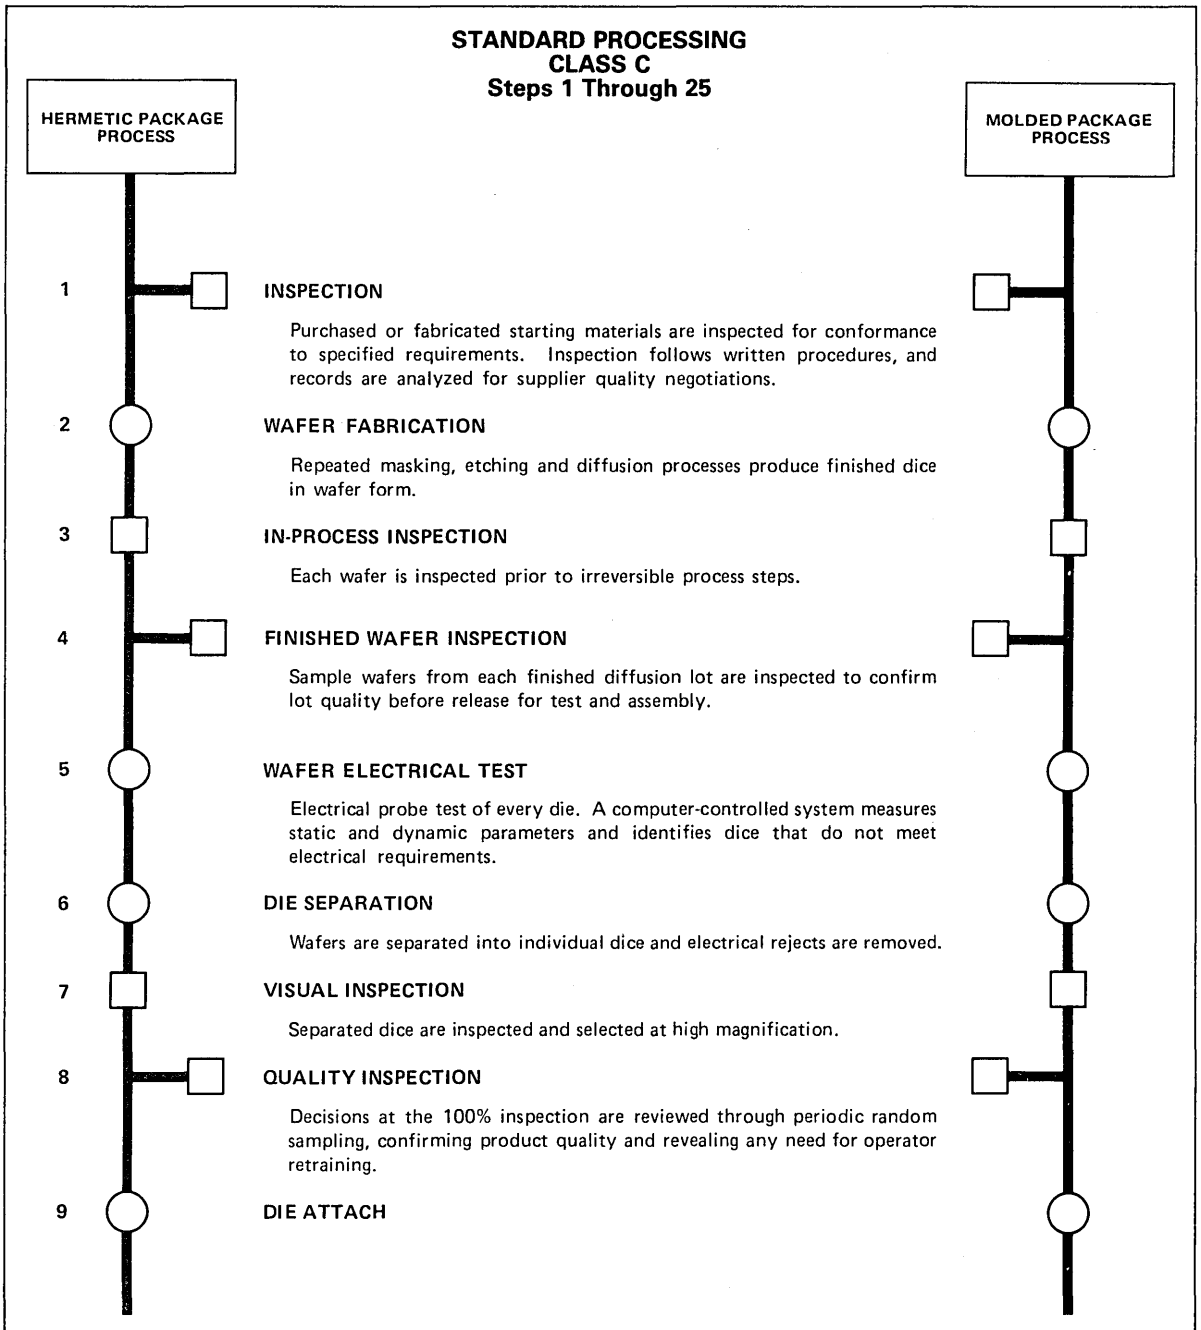 STANDARD PROCESSING
CLASS C
Steps 1 Through 25
HERMETIC PACKAGE
PROCESS
MOLDED PACKAGE
PROCESS
1 INSPECTION
Purchased or fabricated starting materials are inspected for conformance
to specified requirements. Inspection follows written procedures, and
records are analyzed for supplier quality negotiations.
2 WAFER FABRICATION
Repeated masking, etching and diffusion processes produce finished dice
in wafer form.
3 IN-PROCESS INSPECTION
Each wafer is inspected prior to irreversible process steps.
4 FINISHED WAFER INSPECTION
Sample wafers from each finished diffusion lot are inspected to confirm
lot quality before release for test and assembly.
5 WAFER ELECTRICAL TEST
Electrical probe test of every die. A computer-controlled system measures
static and dynamic parameters and identifies dice that do not meet
electrical requirements.
6 DIE SEPARATION
Wafers are separated into individual dice and electrical rejects are removed.
7 VISUAL INSPECTION
Separated dice are inspected and selected at high magnification.
8 QUALITY INSPECTION
Decisions at the 100% inspection are reviewed through periodic random
sampling, confirming product quality and revealing any need for operator
retraining.
9 DIE ATTACH